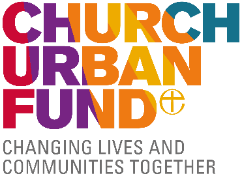 CHURCH
URBAN
FUND
CHANGING LIVES AND
COMMUNITIES TOGETHER